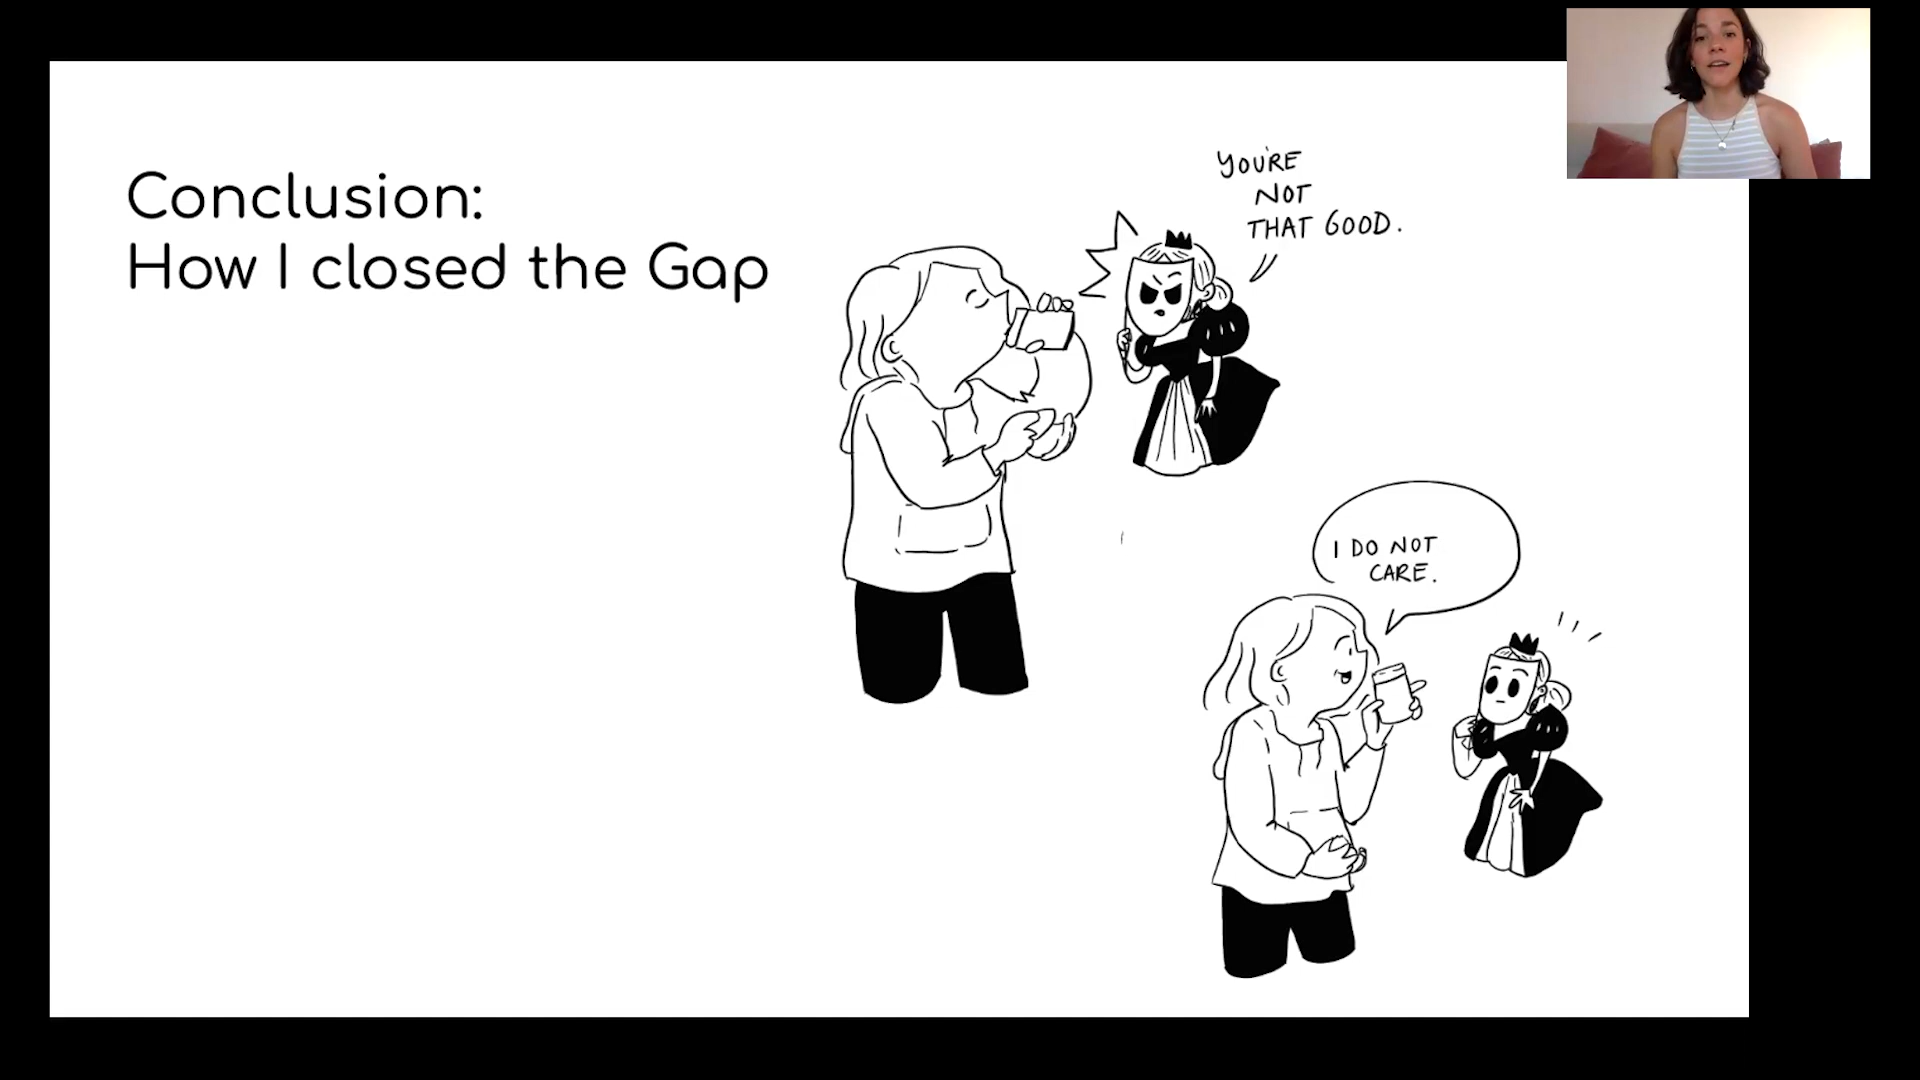 Conclusion:
How I closed the Gap
YOU'RE
NOT
THAT GOOD.
I DO NOT
CARE.